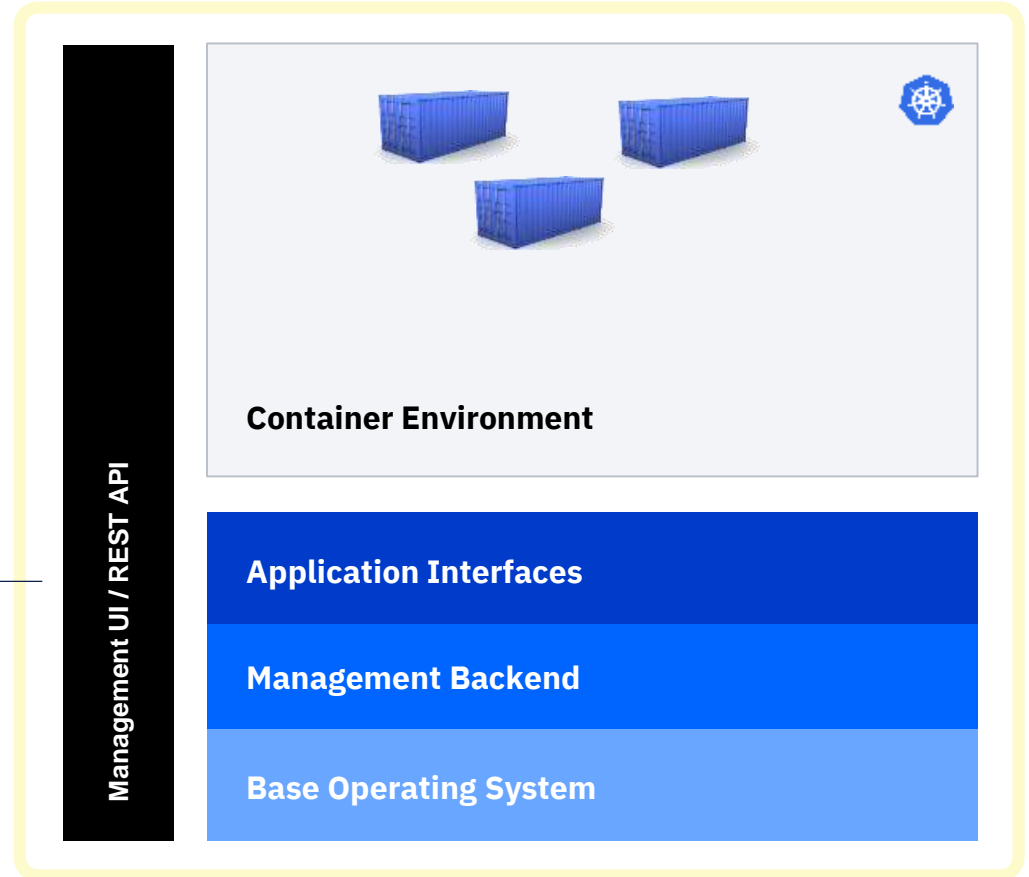 Management UI / REST API
Container Environment
Application Interfaces
Management Backend
Base Operating System